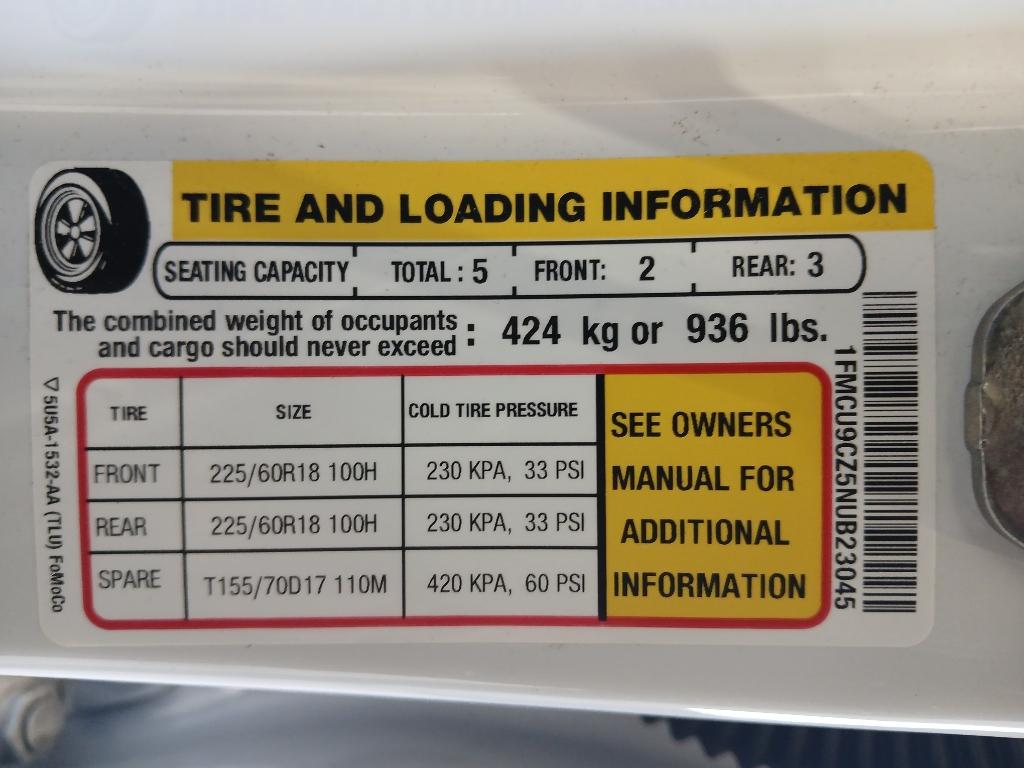 TIRE AND LOADING INFORMATION
SEATING CAPACITY TOTAL : 5 FRONT: 2 REAR: 3
The combined weight of occupants
and cargo should never exceed : 424 kg or 936 lbs.
TIRE SIZE COLD TIRE PRESSURE
FRONT 225/60R18 100H 230 KPA, 33 PSI
REAR 225/60R18 100H 230 KPA, 33 PSI
SPARE T155/70D17 110M 420 KPA, 60 PSI
SEE OWNERS
MANUAL FOR
ADDITIONAL
INFORMATION
1FMCU9CZ5NUB23045
▽5U5A-1532-AA (TLU) FoMoCo